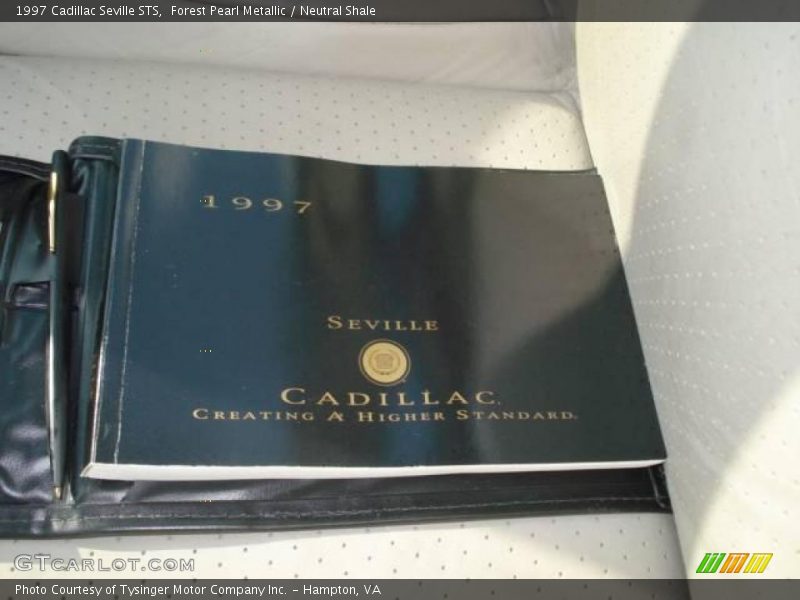 1997 Cadillac Seville STS,  Forest Pearl Metallic / Neutral Shale
1997
SEVILLE
CADILLAC.
CREATING A HIGHER STANDARD.
GTCARLOT.COM
Photo Courtesy of Tysinger Motor Company Inc. – Hampton, VA